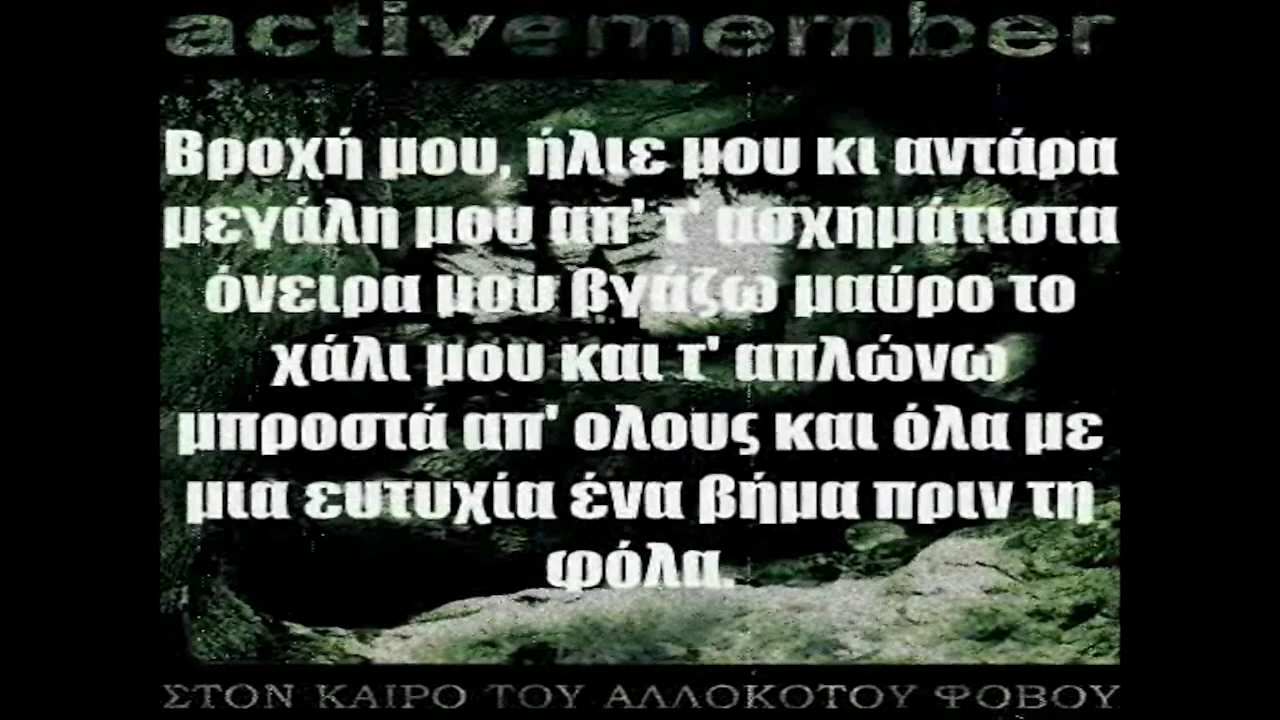 activemember
Βροχή μου, ήλιε μου κι αντάρα
μεγάλη μου απ' τ' ασχημάτιστα
όνειρα μου βγάζω μαύρο το
χάλι μου και τ' απλώνω
μπροστά απ' ολους και όλα με
μια ευτυχία ένα βήμα πριν τη
φόλα.
ΣΤΟΝ ΚΑΙΡΟ ΤΟΥ ΑΛΛΟΚΟΤΟΥ ΦΟΒΟΥ